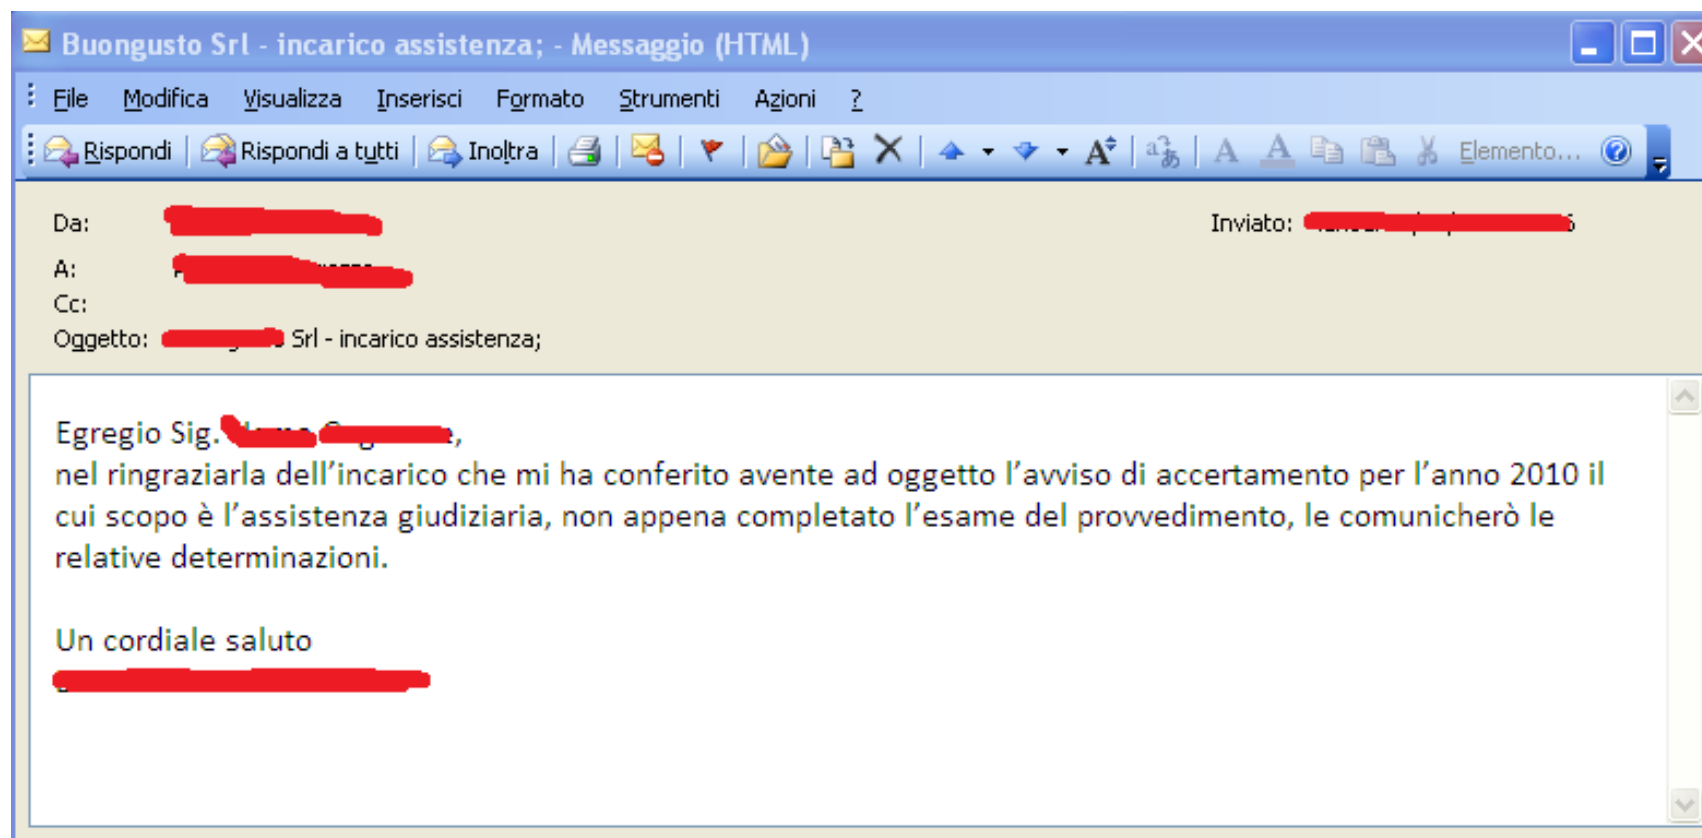 Buongusto Srl - incarico assistenza; - Messaggio (HTML)
File Modifica Visualizza Inserisci Formato Strumenti Azioni ?
Rispondi Rispondi a tutti Inoltra Elemento...
Da: Inviato:
A:
Cc:
Oggetto: Srl - incarico assistenza;
Egregio Sig. ,
nel ringraziarla dell'incarico che mi ha conferito avente ad oggetto l'avviso di accertamento per l'anno 2010 il
cui scopo è l'assistenza giudiziaria, non appena completato l'esame del provvedimento, le comunicherò le
relative determinazioni.
Un cordiale saluto